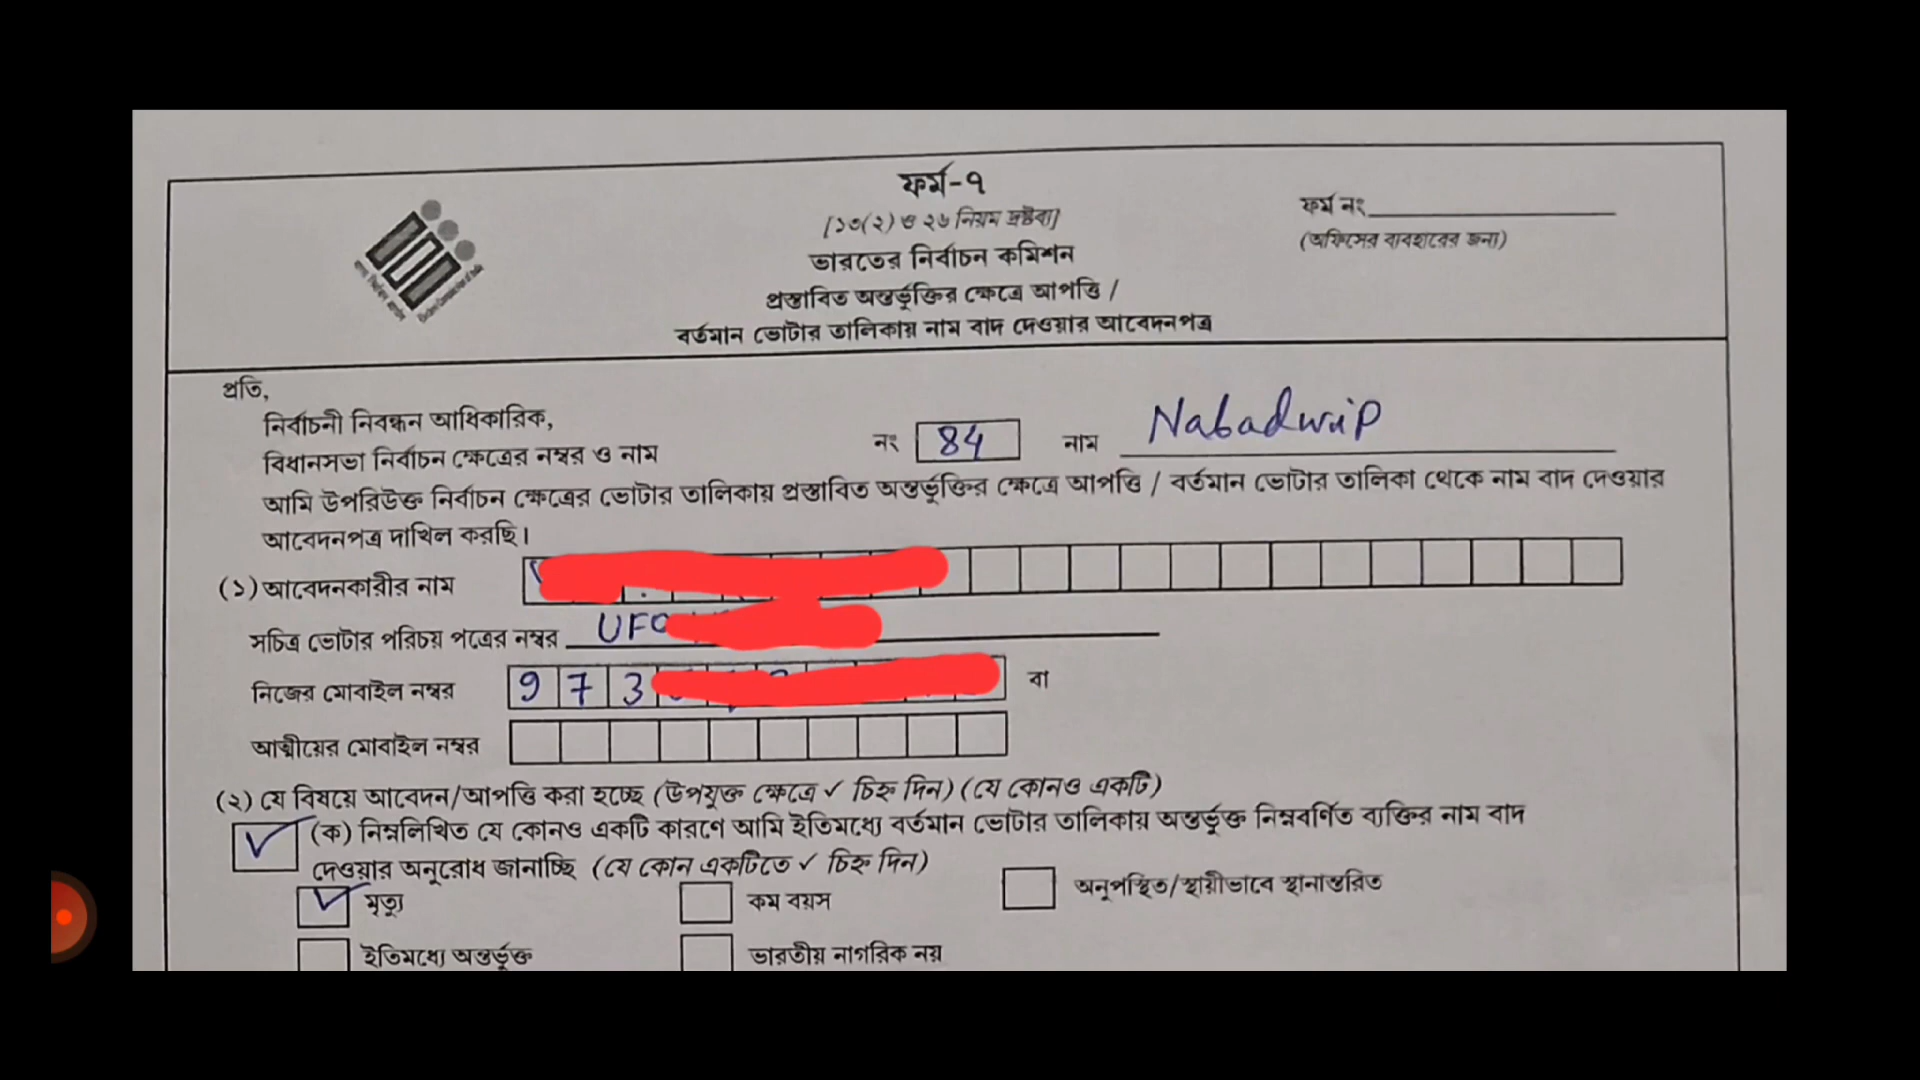 ফর্ম-৭
[১৩(২) ও ২৬ নিয়ম দ্রষ্টব্য]
ভারতের নির্বাচন কমিশন
প্রস্তাবিত অন্তর্ভুক্তির ক্ষেত্রে আপত্তি /
বর্তমান ভোটার তালিকায় নাম বাদ দেওয়ার আবেদনপত্র
ফর্ম নং
(অফিসের ব্যবহারের জন্য)
প্রতি,
নির্বাচনী নিবন্ধন আধিকারিক,
বিধানসভা নির্বাচন ক্ষেত্রের নম্বর ও নাম নং 84 নাম Nabadwip
আমি উপরিউক্ত নির্বাচন ক্ষেত্রের ভোটার তালিকায় প্রস্তাবিত অন্তর্ভুক্তির ক্ষেত্রে আপত্তি / বর্তমান ভোটার তালিকা থেকে নাম বাদ দেওয়ার
আবেদনপত্র দাখিল করছি।
(১) আবেদনকারীর নাম
সচিত্র ভোটার পরিচয় পত্রের নম্বর UF
নিজের মোবাইল নম্বর 9 7 3 বা
আত্মীয়ের মোবাইল নম্বর
(২) যে বিষয়ে আবেদন/আপত্তি করা হচ্ছে (উপযুক্ত ক্ষেত্রে ✓ চিহ্ন দিন) (যে কোনও একটি)
✓ (ক) নিম্নলিখিত যে কোনও একটি কারণে আমি ইতিমধ্যে বর্তমান ভোটার তালিকায় অন্তর্ভুক্ত নিম্নবর্ণিত ব্যক্তির নাম বাদ
দেওয়ার অনুরোধ জানাচ্ছি (যে কোন একটিতে ✓ চিহ্ন দিন)
✓ মৃত্যু কম বয়স অনুপস্থিত/স্থায়ীভাবে স্থানান্তরিত
ইতিমধ্যে অন্তর্ভুক্ত ভারতীয় নাগরিক নয়